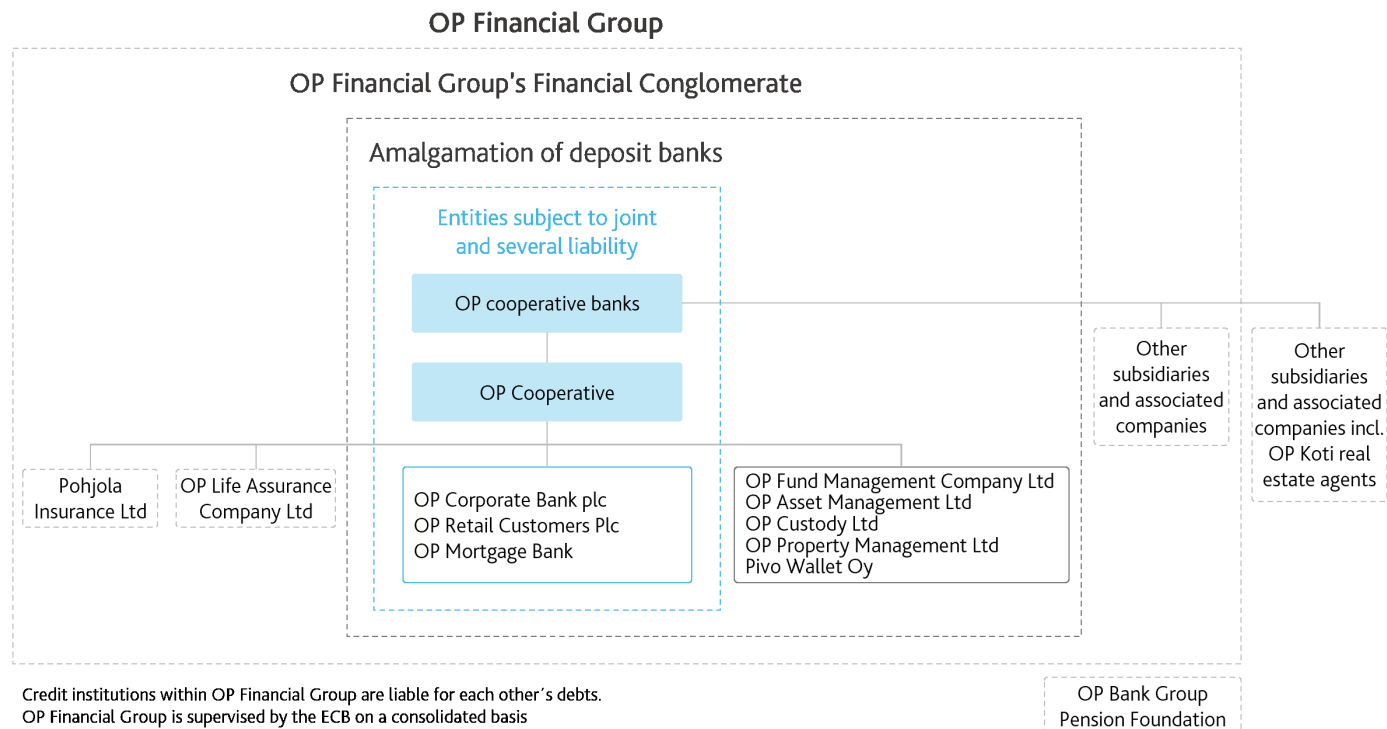 OP Financial Group
OP Financial Group's Financial Conglomerate
Amalgamation of deposit banks
Entities subject to joint
and several liability
OP cooperative banks
OP Cooperative
Other
subsidiaries
and associated
companies
Other
subsidiaries
and associated
companies incl.
OP Koti real
estate agents
Pohjola
Insurance Ltd
OP Life Assurance
Company Ltd
OP Corporate Bank plc
OP Retail Customers Plc
OP Mortgage Bank
OP Fund Management Company Ltd
OP Asset Management Ltd
OP Custody Ltd
OP Property Management Ltd
Pivo Wallet Oy
Credit institutions within OP Financial Group are liable for each other´s debts.
OP Financial Group is supervised by the ECB on a consolidated basis
OP Bank Group
Pension Foundation